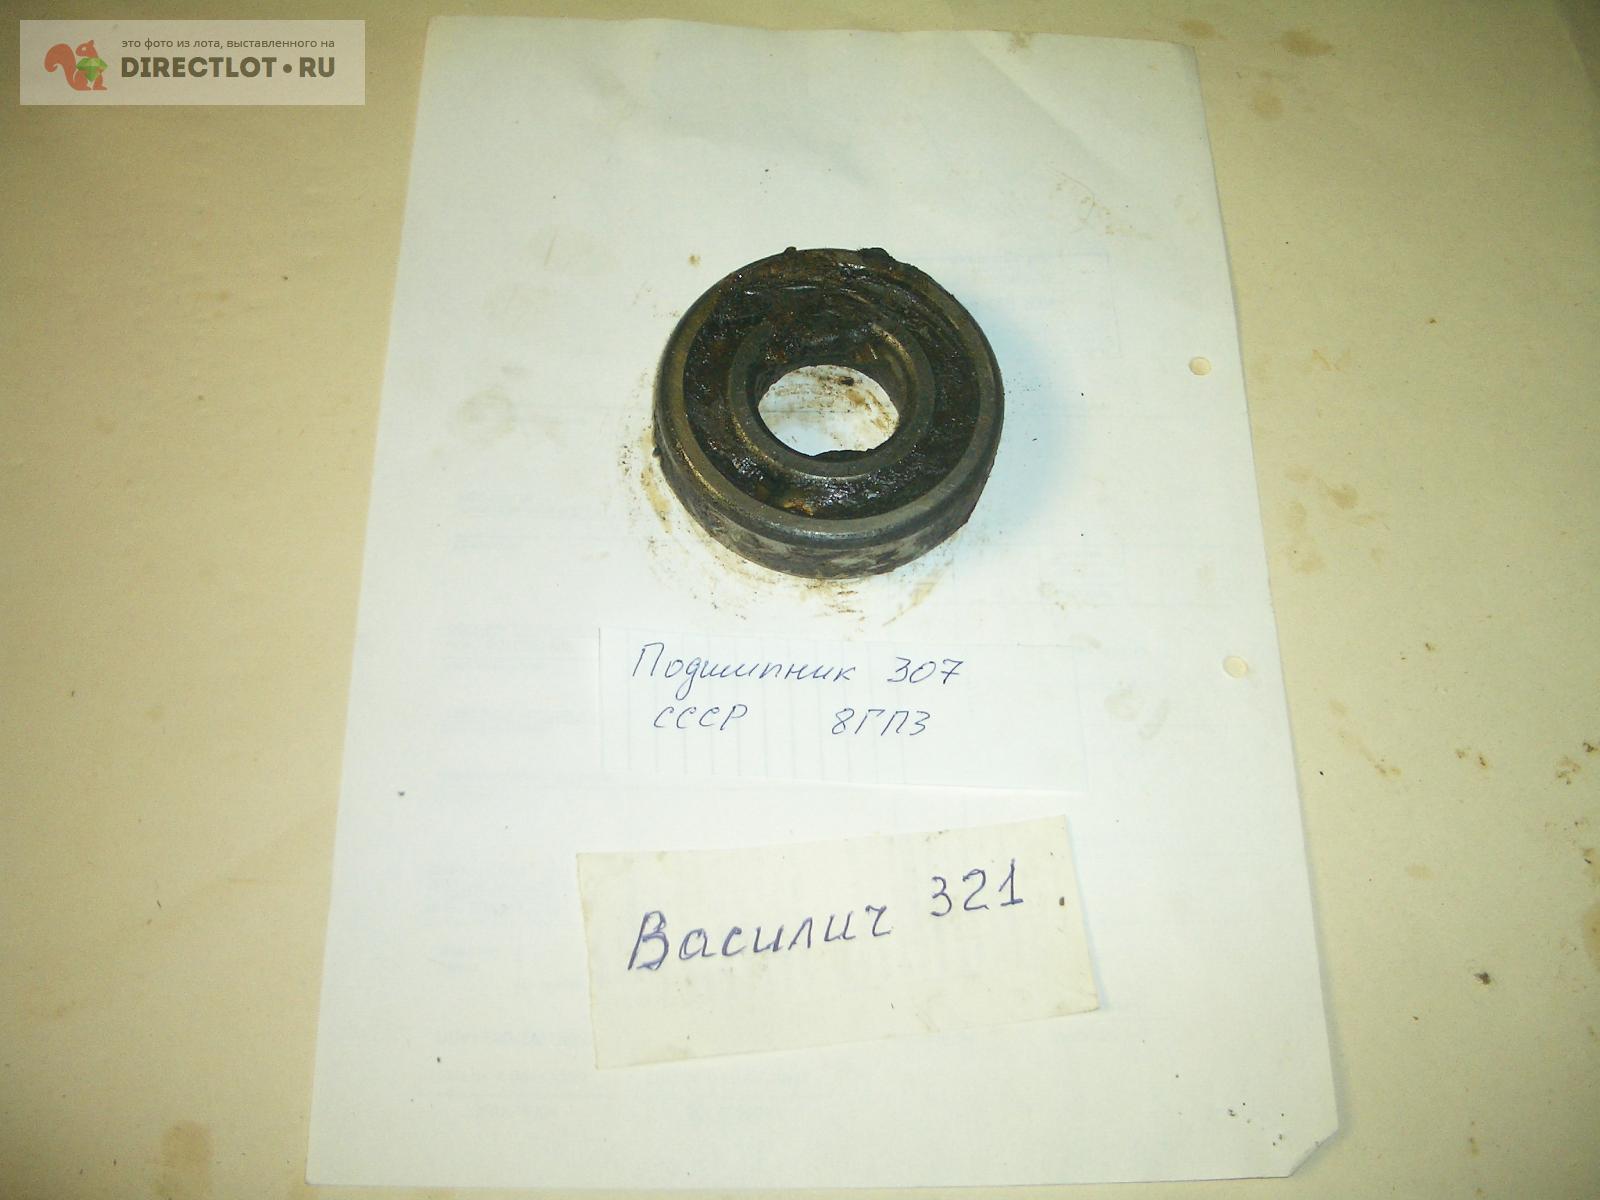 это фото из лота, выставленного на
DIRECTLOT•RU
Подшипник 307
СССР 8ГПЗ
Василич 321